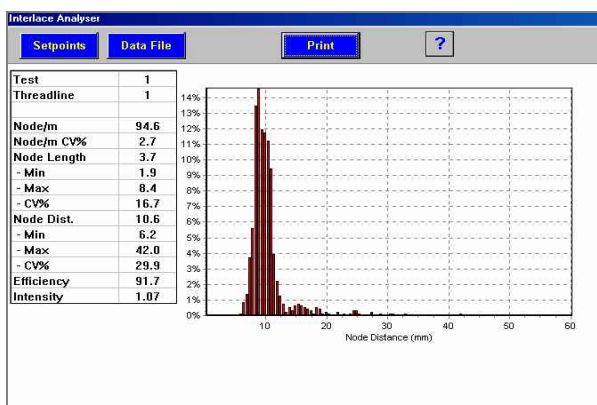 Interlace Analyser
Setpoints Data File Print ?
Test 1
Threadline 1
Node/m 94.6
Node/m CV% 2.7
Node Length 3.7
- Min 1.9
- Max 8.4
- CV% 16.7
Node Dist. 10.6
- Min 6.2
- Max 42.0
- CV% 29.9
Efficiency 91.7
Intensity 1.07
14%
13%
12%
11%
10%
9%
8%
7%
6%
5%
4%
3%
2%
1%
0%
10 20 30 40 50 60
Node Distance (mm)